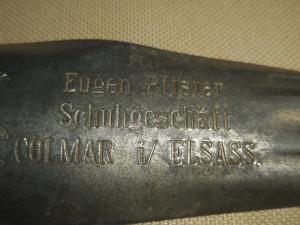 Eugen Pfister
Schuhgeschäft
COLMAR i/ ELSASS.